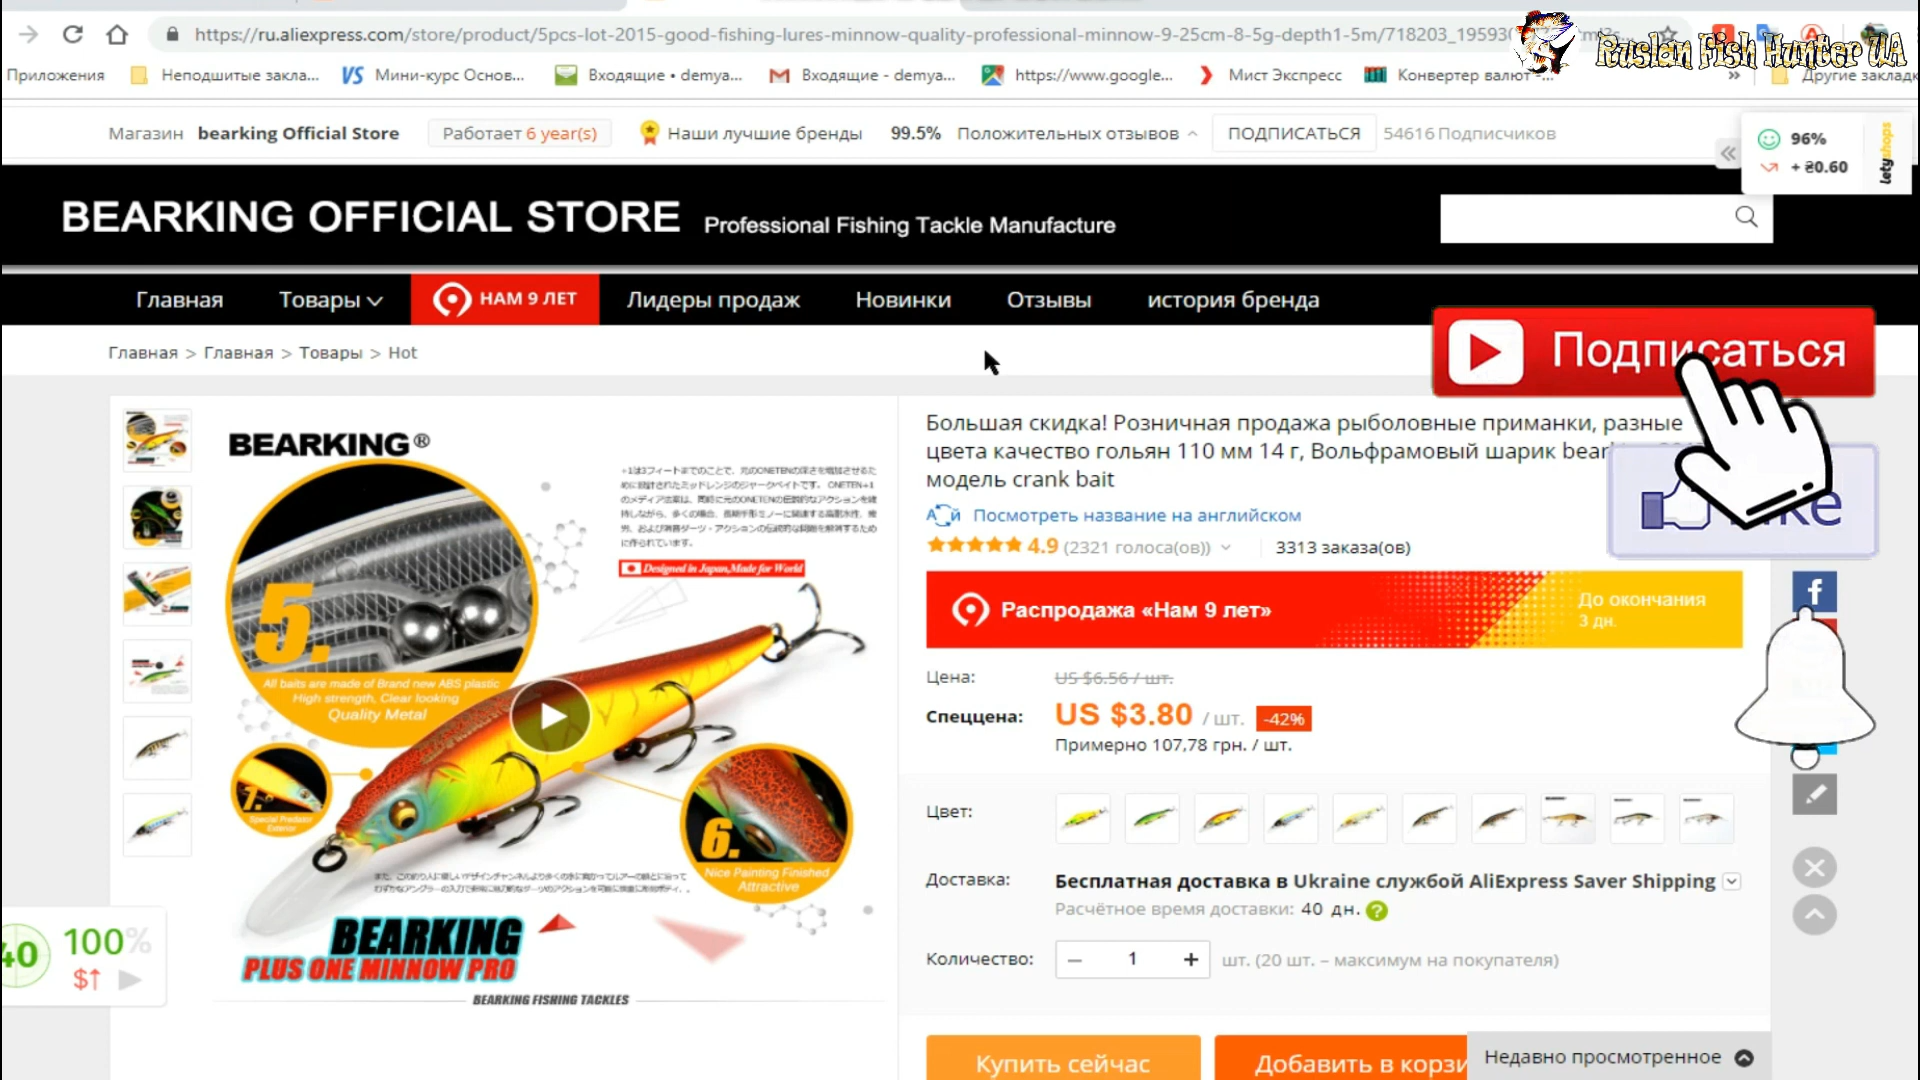 https://ru.aliexpress.com/store/product/5pcs-lot-2015-good-fishing-lures-minnow-quality-professional-minnow-9-25cm-8-5g-depth1-5m/718203_19593
Ruslan Fish Hunter UA
Приложения Неподшитые закла... Мини-курс Основ... Входящие • demya... Входящие - demya... https://www.google... Мист Экспресс Конвертер валют -... » Другие закладк
Магазин bearking Official Store Работает 6 year(s) Наши лучшие бренды 99.5% Положительных отзывов ПОДПИСАТЬСЯ 54616 Подписчиков
96%
+ ₴0.60
letyshops
BEARKING OFFICIAL STORE Professional Fishing Tackle Manufacture
Главная Товары НАМ 9 ЛЕТ Лидеры продаж Новинки Отзывы история бренда
Подписаться
Главная > Главная > Товары > Hot
BEARKING®
Designed in Japan,Made for World
5.
All baits are made of Brand new ABS plastic
High strength, Clear looking
Quality Metal
1.
Special Predator
Exterior
6.
Nice Painting Finished
Attractive
BEARKING
PLUS ONE MINNOW PRO
BEARKING FISHING TACKLES
40 100%
$↑
Большая скидка! Розничная продажа рыболовные приманки, разные
цвета качество гольян 110 мм 14 г, Вольфрамовый шарик bear
модель crank bait
Посмотреть название на английском
4.9 (2321 голоса(ов)) 3313 заказа(ов)
Распродажа «Нам 9 лет»
До окончания
3 дн.
Цена: US $6.56 / шт.
Спеццена: US $3.80 / шт. -42%
Примерно 107,78 грн. / шт.
Цвет:
Доставка: Бесплатная доставка в Ukraine службой AliExpress Saver Shipping
Расчётное время доставки: 40 дн. ?
Количество: – 1 + шт. (20 шт. – максимум на покупателя)
Купить сейчас Добавить в корзи
Недавно просмотренное